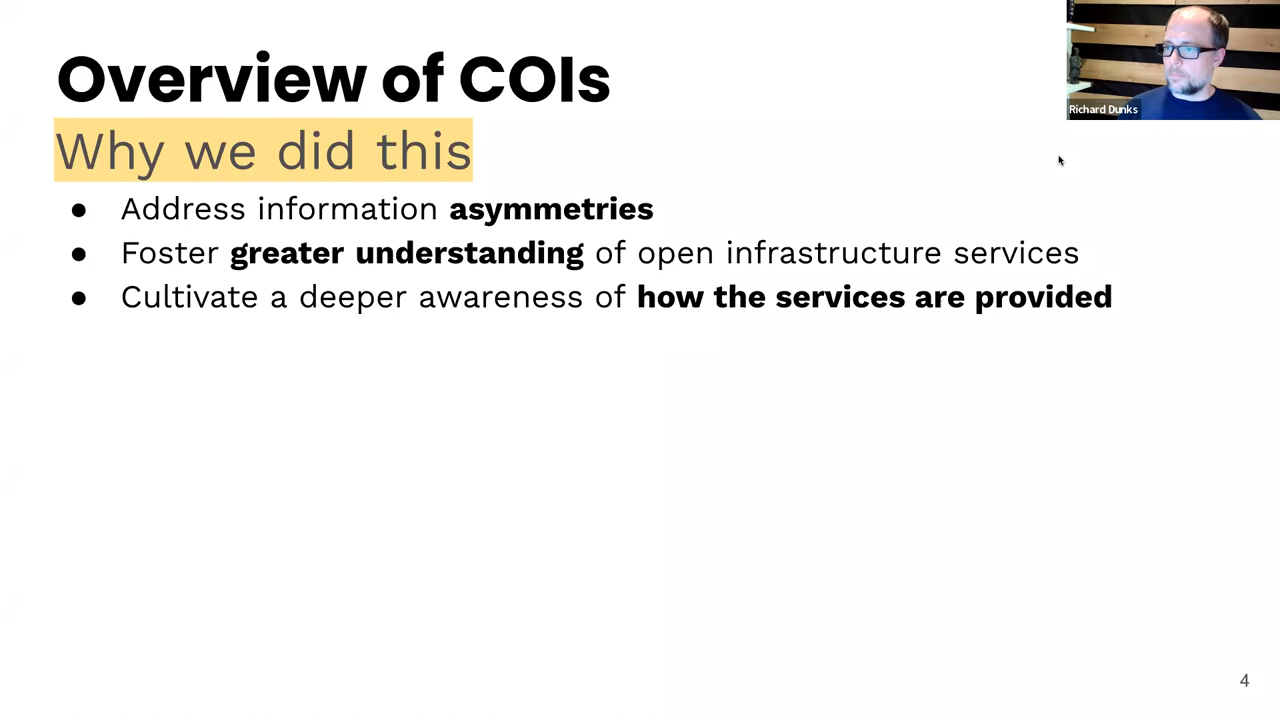 Overview of COIs
Why we did this
● Address information asymmetries
● Foster greater understanding of open infrastructure services
● Cultivate a deeper awareness of how the services are provided
Richard Dunks
4